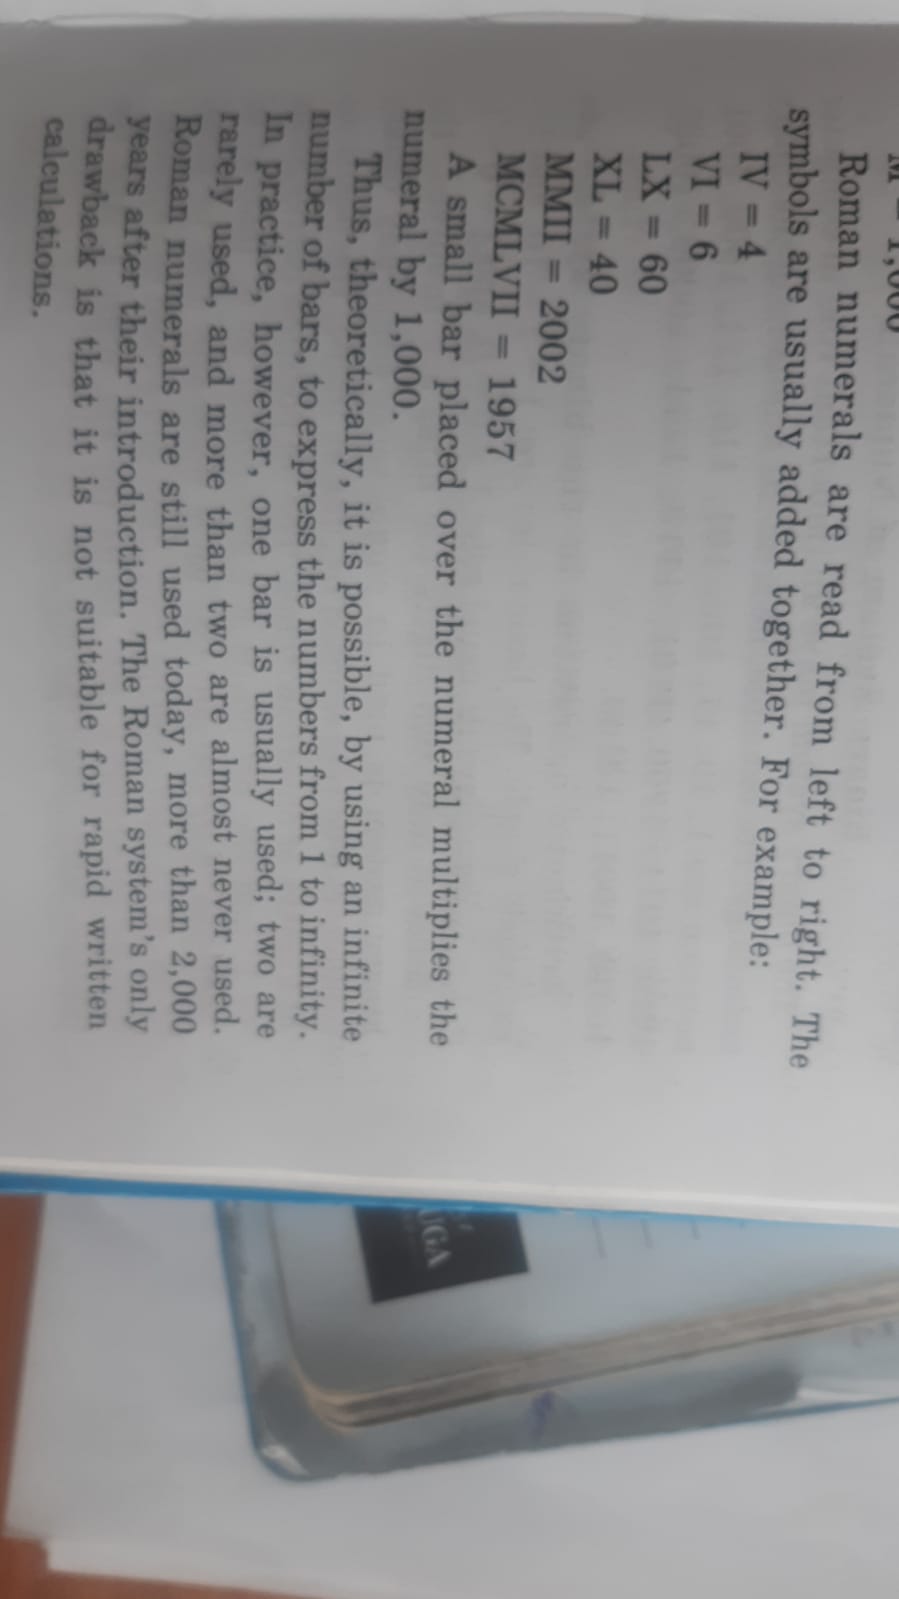 M = 1,000
Roman numerals are read from left to right. The
symbols are usually added together. For example:
IV = 4
VI = 6
LX = 60
XL = 40
MMII = 2002
MCMLVII = 1957
A small bar placed over the numeral multiplies the
numeral by 1,000.
Thus, theoretically, it is possible, by using an infinite
number of bars, to express the numbers from 1 to infinity.
In practice, however, one bar is usually used; two are
rarely used, and more than two are almost never used.
Roman numerals are still used today, more than 2,000
years after their introduction. The Roman system's only
drawback is that it is not suitable for rapid written
calculations.
UGA